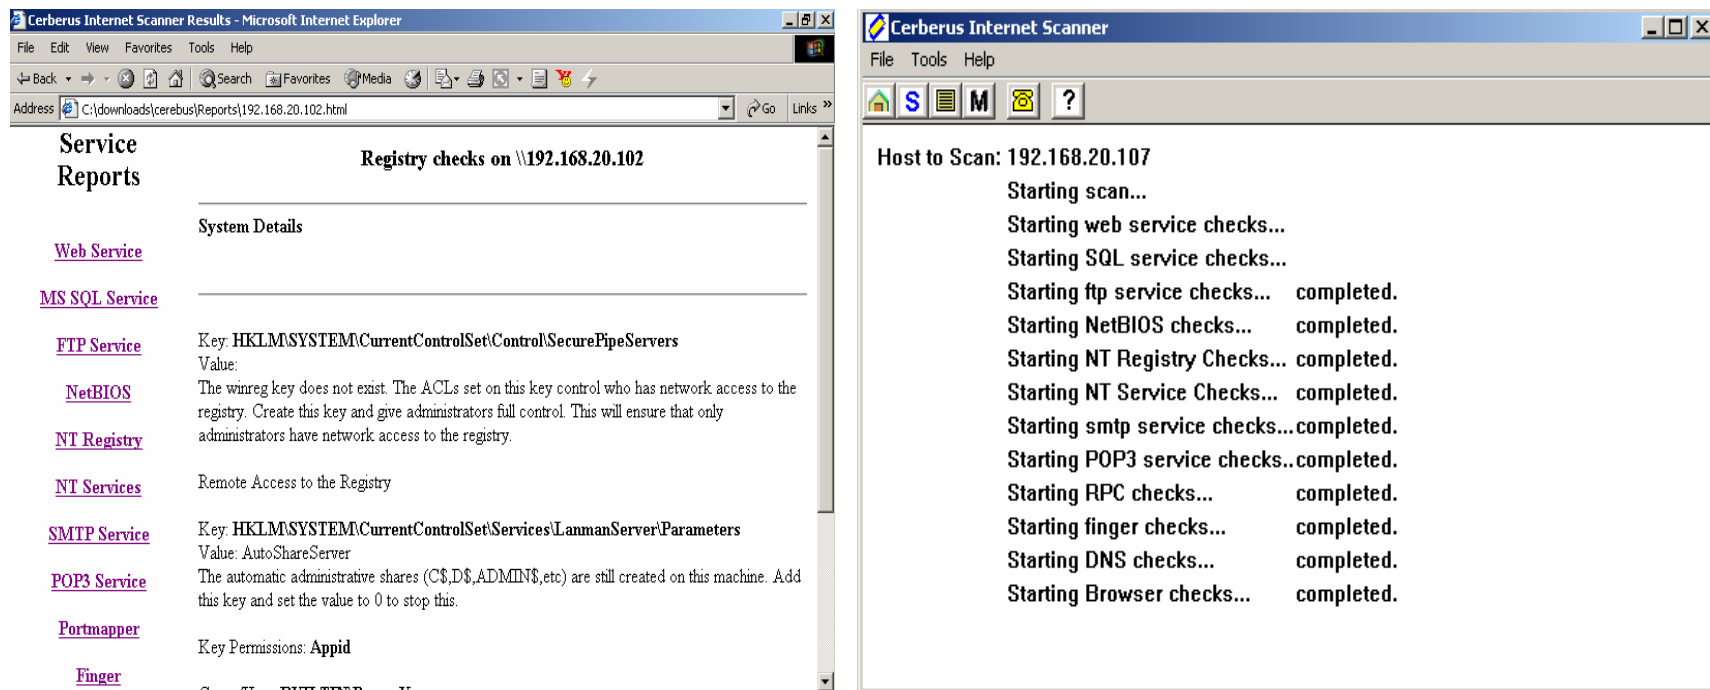 Cerberus Internet Scanner Results - Microsoft Internet Explorer
File Edit View Favorites Tools Help
Back Search Favorites Media
Address C:\downloads\cerebus\Reports\192.168.20.102.html Go Links »
Service
Reports
Web Service
MS SQL Service
FTP Service
NetBIOS
NT Registry
NT Services
SMTP Service
POP3 Service
Portmapper
Finger
Registry checks on \\192.168.20.102
System Details
Key: HKLM\SYSTEM\CurrentControlSet\Control\SecurePipeServers
Value:
The winreg key does not exist. The ACLs set on this key control who has network access to the
registry. Create this key and give administrators full control. This will ensure that only
administrators have network access to the registry.
Remote Access to the Registry
Key: HKLM\SYSTEM\CurrentControlSet\Services\LanmanServer\Parameters
Value: AutoShareServer
The automatic administrative shares (C$,D$,ADMIN$,etc) are still created on this machine. Add
this key and set the value to 0 to stop this.
Key Permissions: Appid
Cerberus Internet Scanner
File Tools Help
S M ?
Host to Scan: 192.168.20.107
Starting scan...
Starting web service checks...
Starting SQL service checks...
Starting ftp service checks... completed.
Starting NetBIOS checks... completed.
Starting NT Registry Checks... completed.
Starting NT Service Checks... completed.
Starting smtp service checks... completed.
Starting POP3 service checks.. completed.
Starting RPC checks... completed.
Starting finger checks... completed.
Starting DNS checks... completed.
Starting Browser checks... completed.